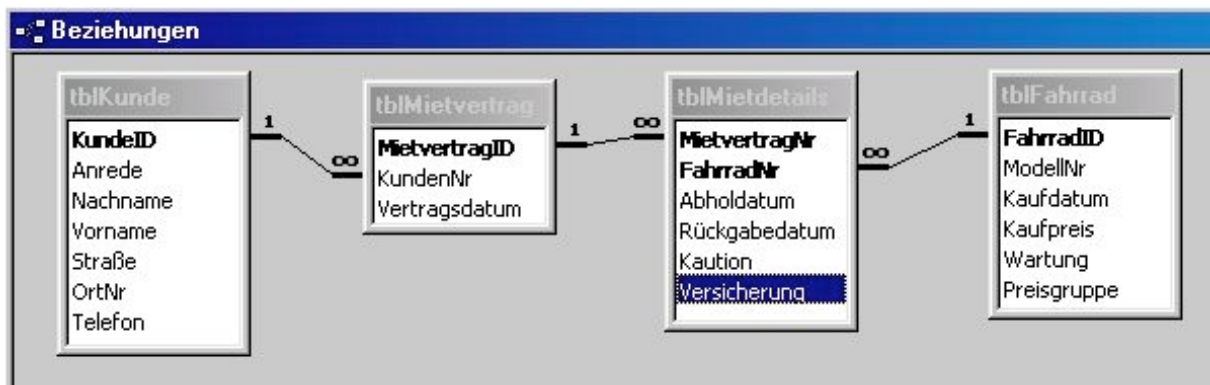 Beziehungen
tblKunde
KundeID
Anrede
Nachname
Vorname
Straße
OrtNr
Telefon
1
∞
tblMietvertrag
MietvertragID
KundenNr
Vertragsdatum
1
∞
tblMietdetails
MietvertragNr
FahrradNr
Abholdatum
Rückgabedatum
Kaution
Versicherung
∞
1
tblFahrrad
FahrradID
ModellNr
Kaufdatum
Kaufpreis
Wartung
Preisgruppe